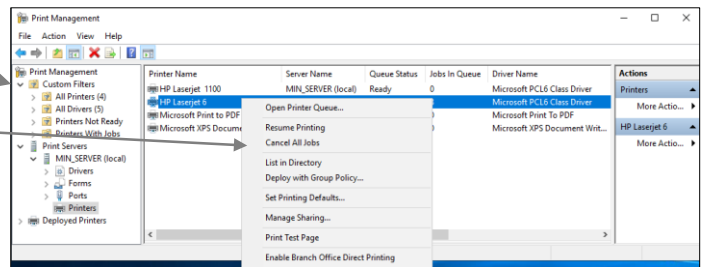 Print Management
File Action View Help
Print Management
Custom Filters
All Printers (4)
All Drivers (5)
Printers Not Ready
Printers With Jobs
Print Servers
MIN_SERVER (local)
Drivers
Forms
Ports
Printers
Deployed Printers
Printer Name Server Name Queue Status Jobs In Queue Driver Name
HP Laserjet 1100 MIN_SERVER (local) Ready 0 Microsoft PCL6 Class Driver
HP Laserjet 6 Microsoft PCL6 Class Driver
Microsoft Print to PDF Microsoft Print To PDF
Microsoft XPS Docume Microsoft XPS Document Writ...
Open Printer Queue...
Resume Printing
Cancel All Jobs
List in Directory
Deploy with Group Policy...
Set Printing Defaults...
Manage Sharing...
Print Test Page
Enable Branch Office Direct Printing
Actions
Printers
More Actio...
HP Laserjet 6
More Actio...